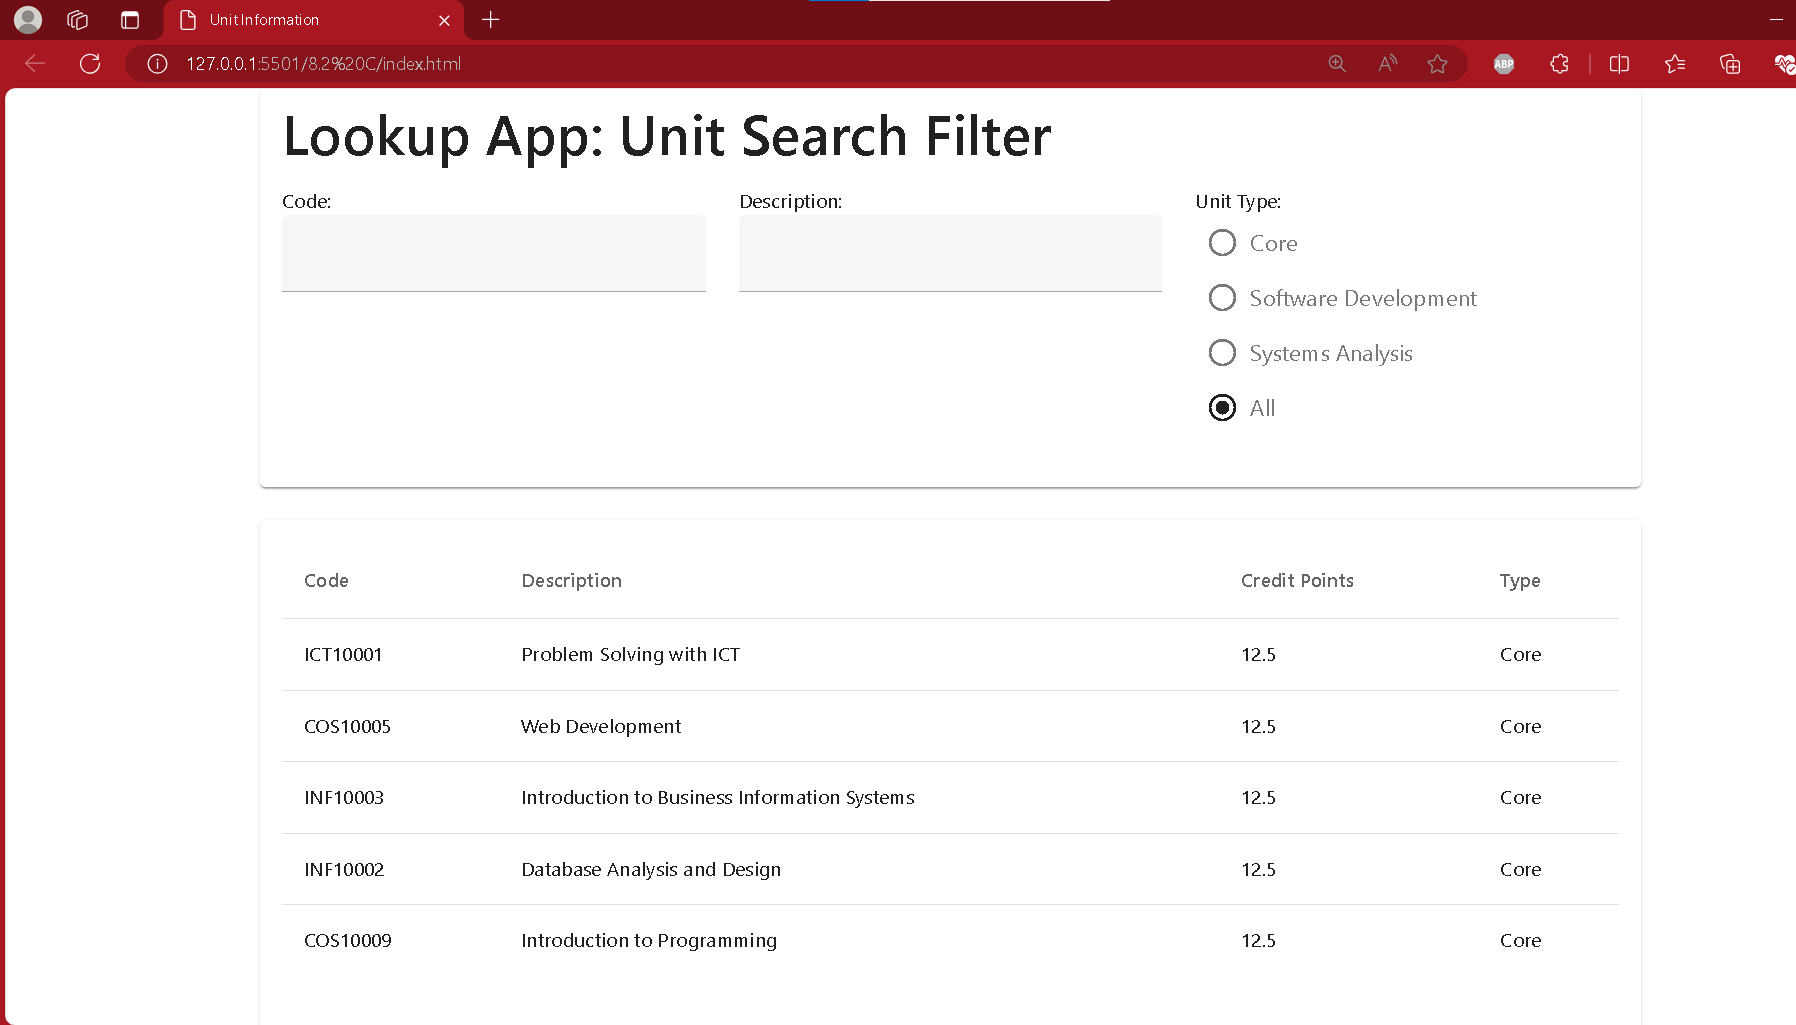 Unit Information
127.0.0.1:5501/8.2%20C/index.html
ABP
Lookup App: Unit Search Filter
Code:
Description:
Unit Type:
Core
Software Development
Systems Analysis
All
Code Description Credit Points Type
ICT10001 Problem Solving with ICT 12.5 Core
COS10005 Web Development 12.5 Core
INF10003 Introduction to Business Information Systems 12.5 Core
INF10002 Database Analysis and Design 12.5 Core
COS10009 Introduction to Programming 12.5 Core